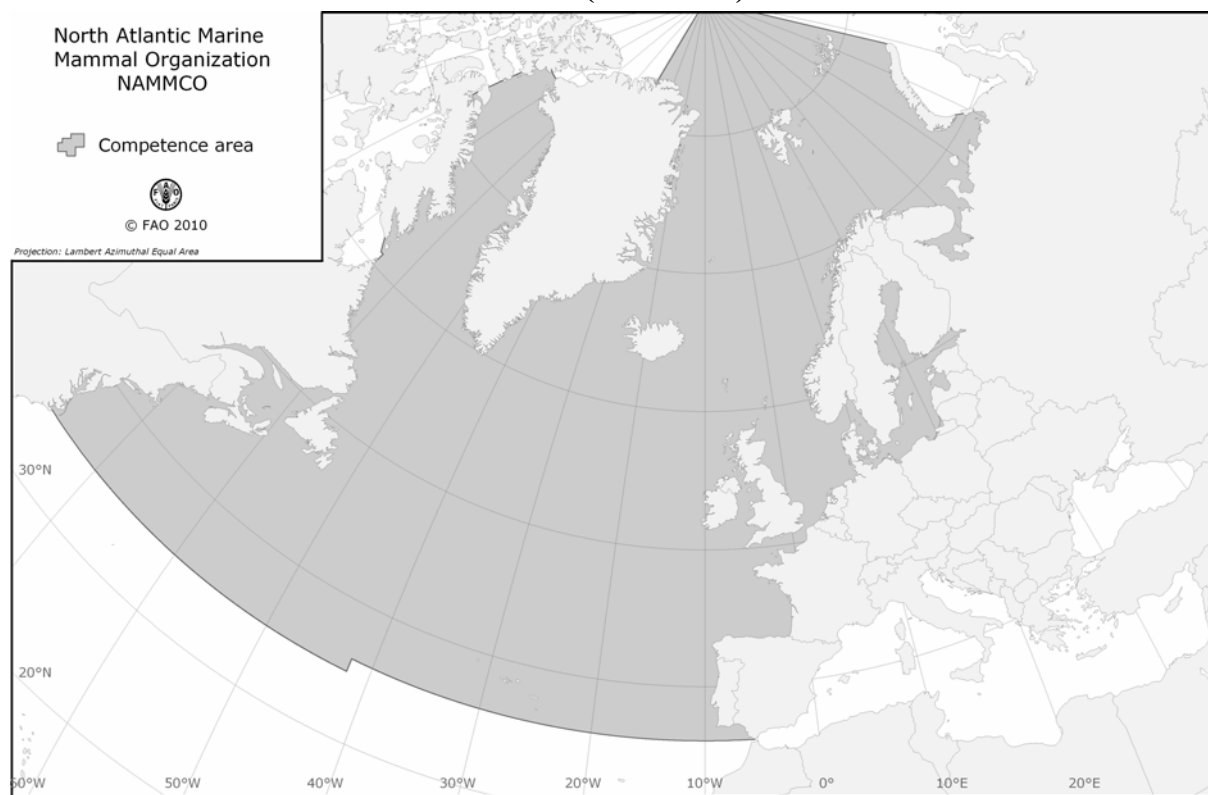 North Atlantic Marine
Mammal Organization
NAMMCO
Competence area
F A O
© FAO 2010
Projection: Lambert Azimuthal Equal Area
30°N
20°N
60°W 50°W 40°W 30°W 20°W 10°W 0° 10°E 20°E